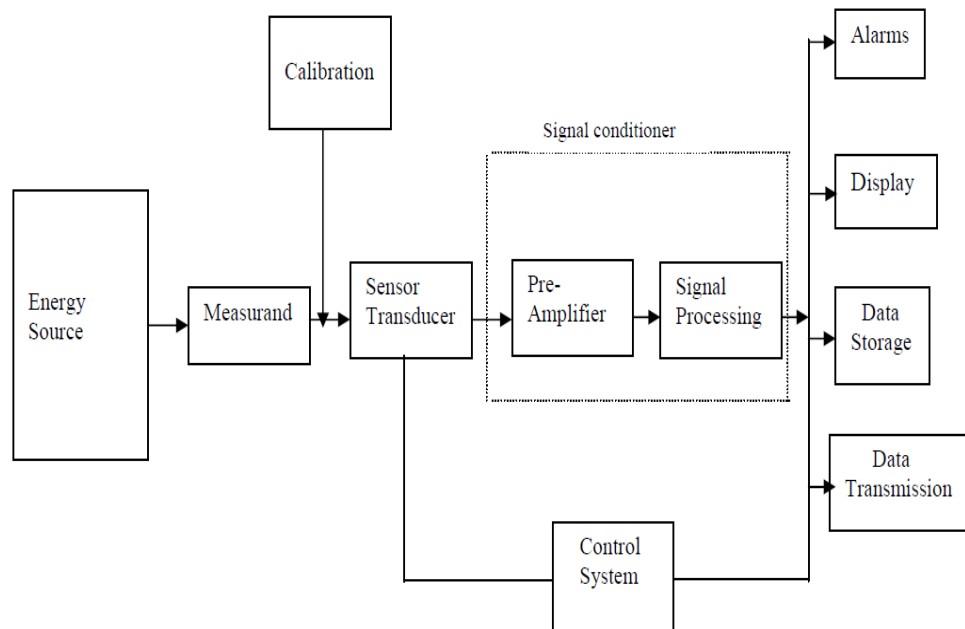 Calibration
Alarms
Signal conditioner
Display
Energy
Source
Measurand
Sensor
Transducer
Pre-
Amplifier
Signal
Processing
Data
Storage
Data
Transmission
Control
System